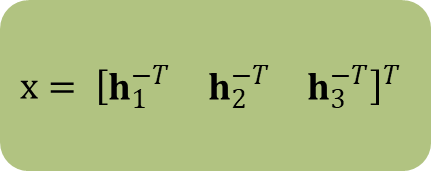 x = [𝐡₁⁻ᵀ 𝐡₂⁻ᵀ 𝐡₃⁻ᵀ]ᵀ